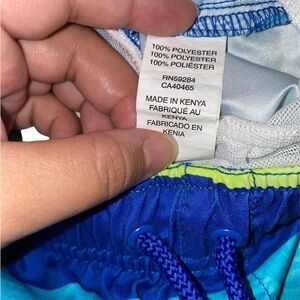 100% POLYESTER
100% POLYESTER
100% POLIÉSTER
RN59284
CA40465
MADE IN KENYA
FABRIQUÉ AU
KENYA
FABRICADO EN
KENIA